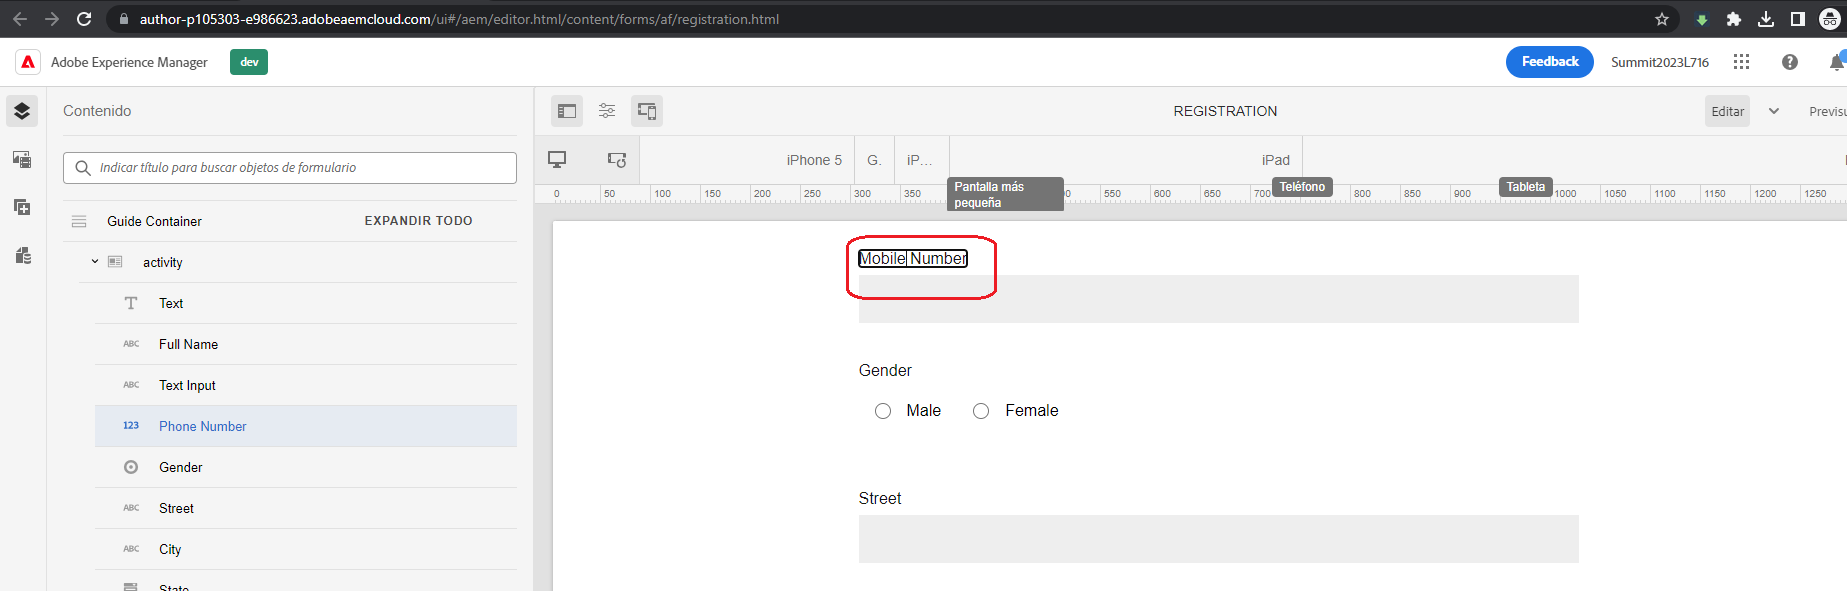 author-p105303-e986623.adobeaemcloud.com/ui#/aem/editor.html/content/forms/af/registration.html
Adobe Experience Manager
dev
Feedback
Summit2023L716
Contenido
REGISTRATION
Editar
Indicar título para buscar objetos de formulario
iPhone 5
G.
iP...
iPad
0 50 100 150 200 250 300 350
550 600 650 700
800 850 900
1000 1050 1100 1150 1200 1250
Pantalla más
pequeña
Teléfono
Tableta
Guide Container
EXPANDIR TODO
activity
Text
ABC Full Name
ABC Text Input
123 Phone Number
Gender
ABC Street
ABC City
State
Mobile Number
Gender
Male
Female
Street